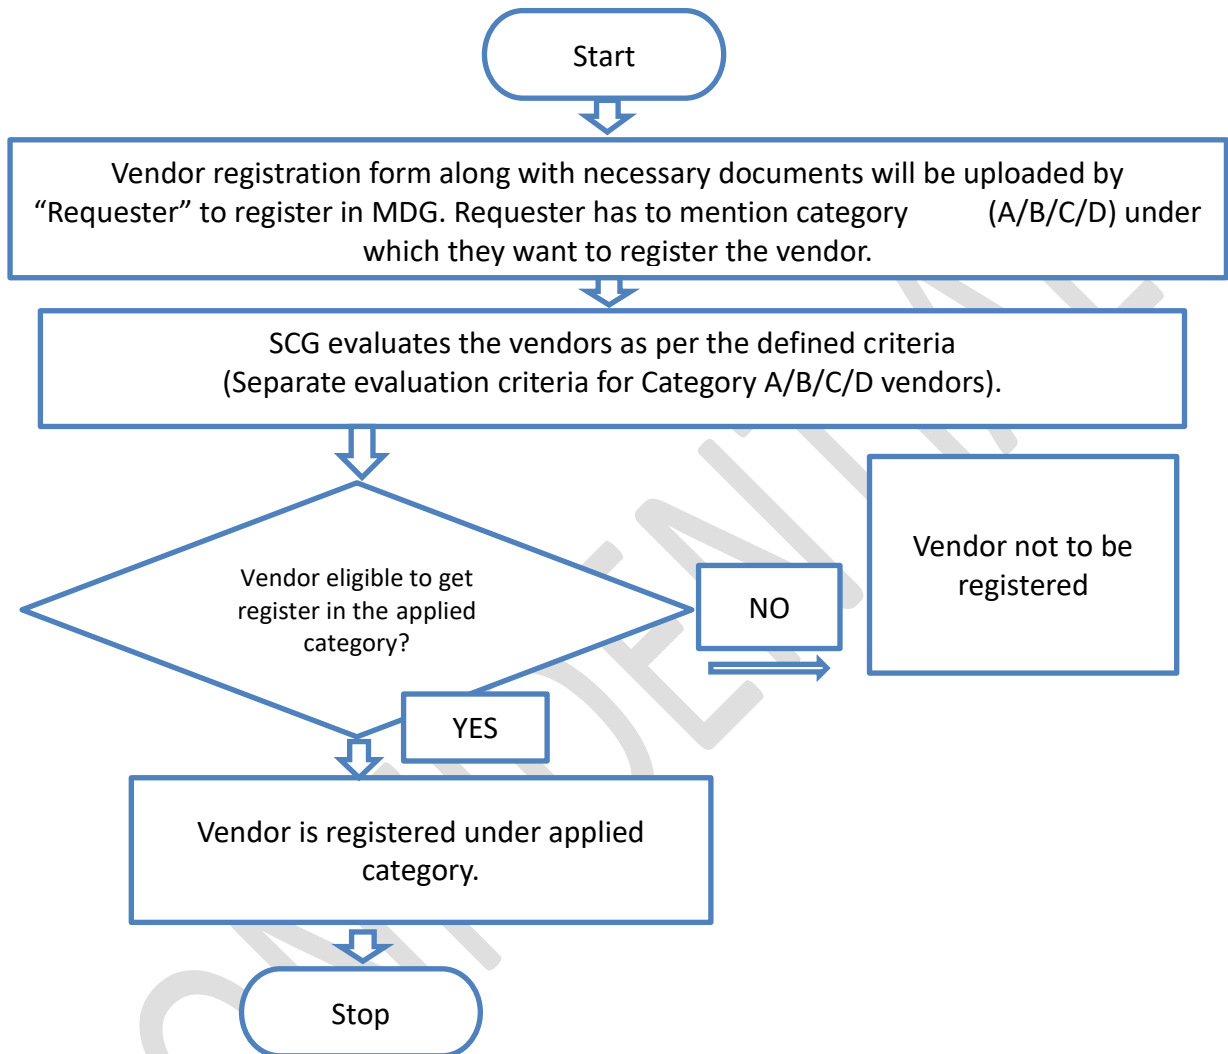 Start
Vendor registration form along with necessary documents will be uploaded by
“Requester” to register in MDG. Requester has to mention category (A/B/C/D) under
which they want to register the vendor.
SCG evaluates the vendors as per the defined criteria
(Separate evaluation criteria for Category A/B/C/D vendors).
Vendor eligible to get
register in the applied
category?
NO
Vendor not to be
registered
YES
Vendor is registered under applied
category.
Stop